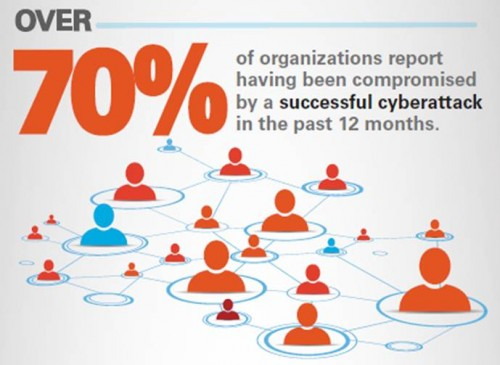 OVER
70%
of organizations report
having been compromised
by a successful cyberattack
in the past 12 months.